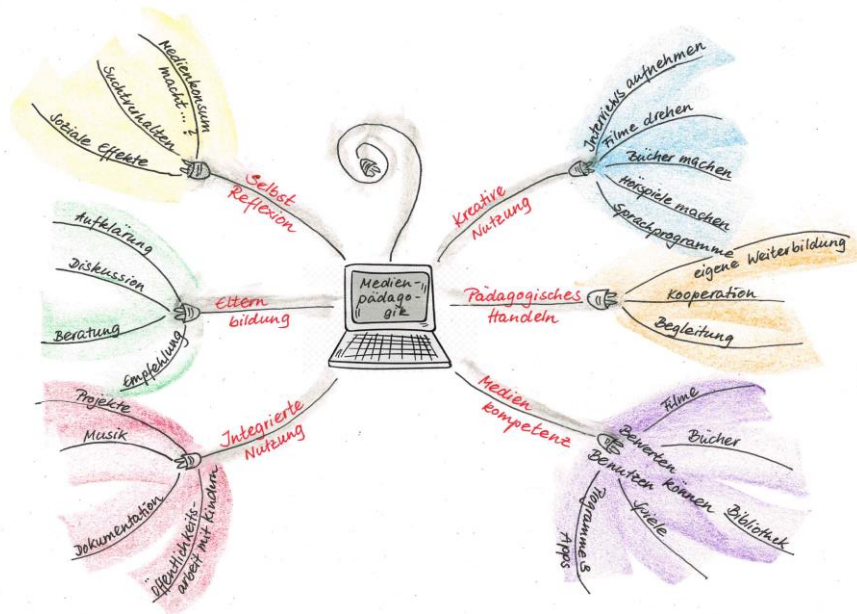 Medien-
pädago-
gik
Selbst
Reflexion
Medienkonsum
macht...?
Suchtverhalten
Soziale Effekte
Eltern
bildung
Aufklärung
Diskussion
Beratung
Empfehlung
Integrierte
Nutzung
Projekte
Musik
Dokumentation
Öffentlichkeits-
arbeit mit Kindern
Kreative
Nutzung
Interviews aufnehmen
Filme drehen
Bücher machen
Hörspiele machen
Sprachprogramme
Pädagogisches
Handeln
eigene Weiterbildung
Kooperation
Begleitung
Medien
kompetenz
Bewerten
Benutzen können
Filme
Bücher
Bibliothek
Spiele
Programme &
Apps